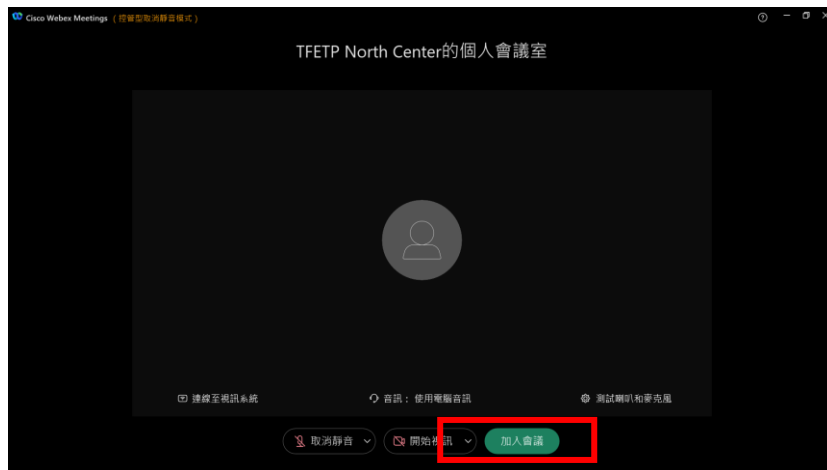 Cisco Webex Meetings （控管型取消靜音模式）
TFETP North Center的個人會議室
連線至視訊系統
音訊：使用電腦音訊
測試喇叭和麥克風
取消靜音
開始視訊
加入會議